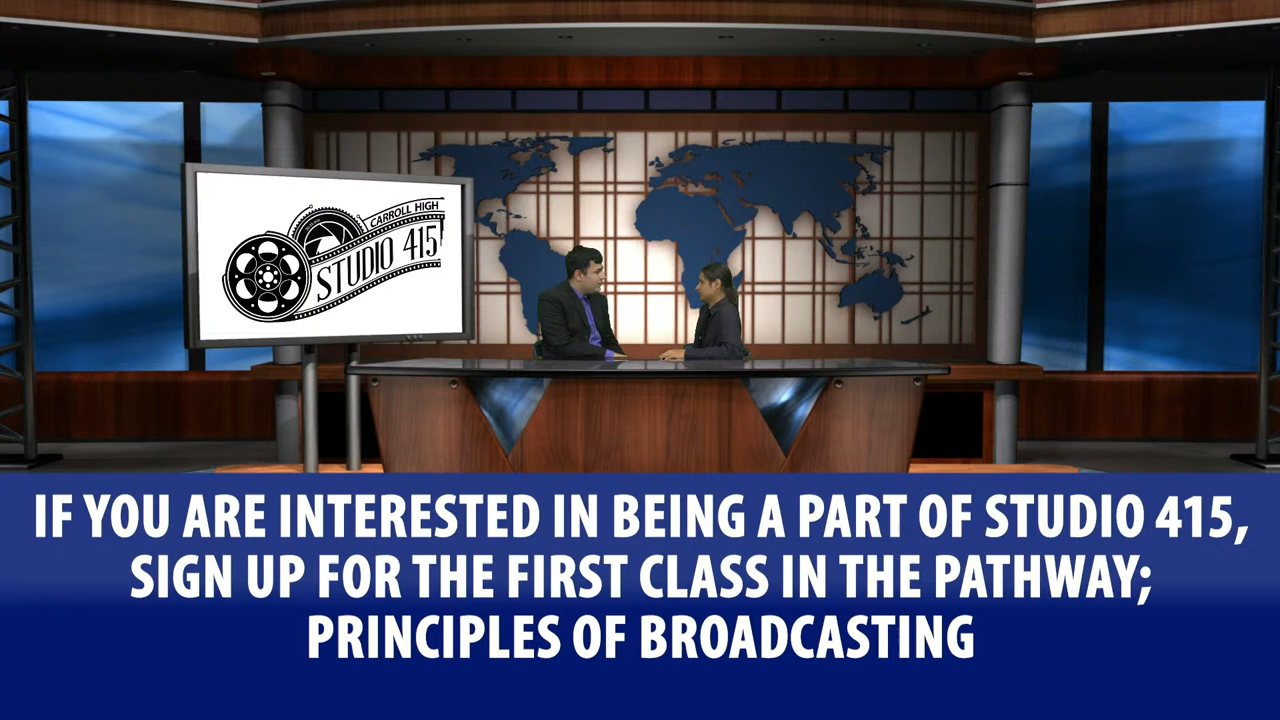 CARROLL HIGH
STUDIO 415
IF YOU ARE INTERESTED IN BEING A PART OF STUDIO 415,
SIGN UP FOR THE FIRST CLASS IN THE PATHWAY;
PRINCIPLES OF BROADCASTING